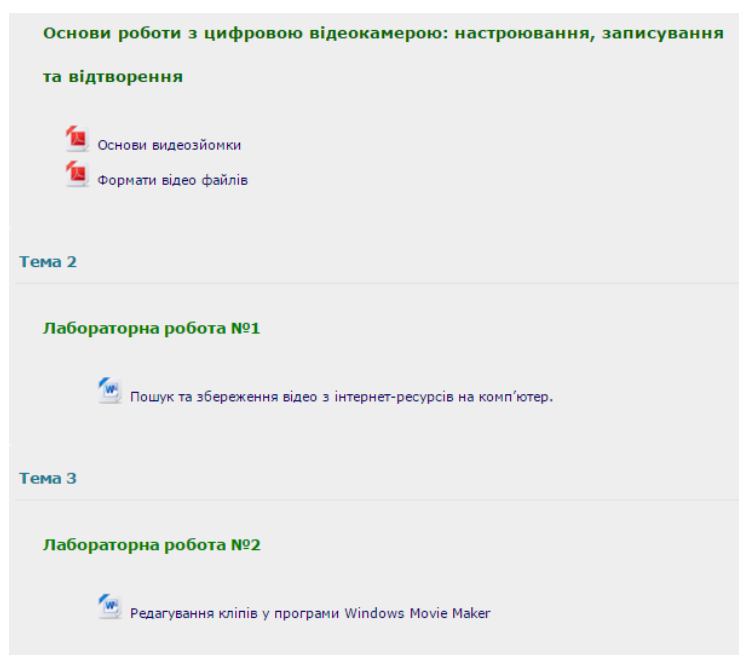 Основи роботи з цифровою відеокамерою: настроювання, записування
та відтворення
Основи видеозйомки
Формати відео файлів
Тема 2
Лабораторна робота №1
Пошук та збереження відео з інтернет-ресурсів на комп’ютер.
Тема 3
Лабораторна робота №2
Редагування кліпів у програми Windows Movie Maker